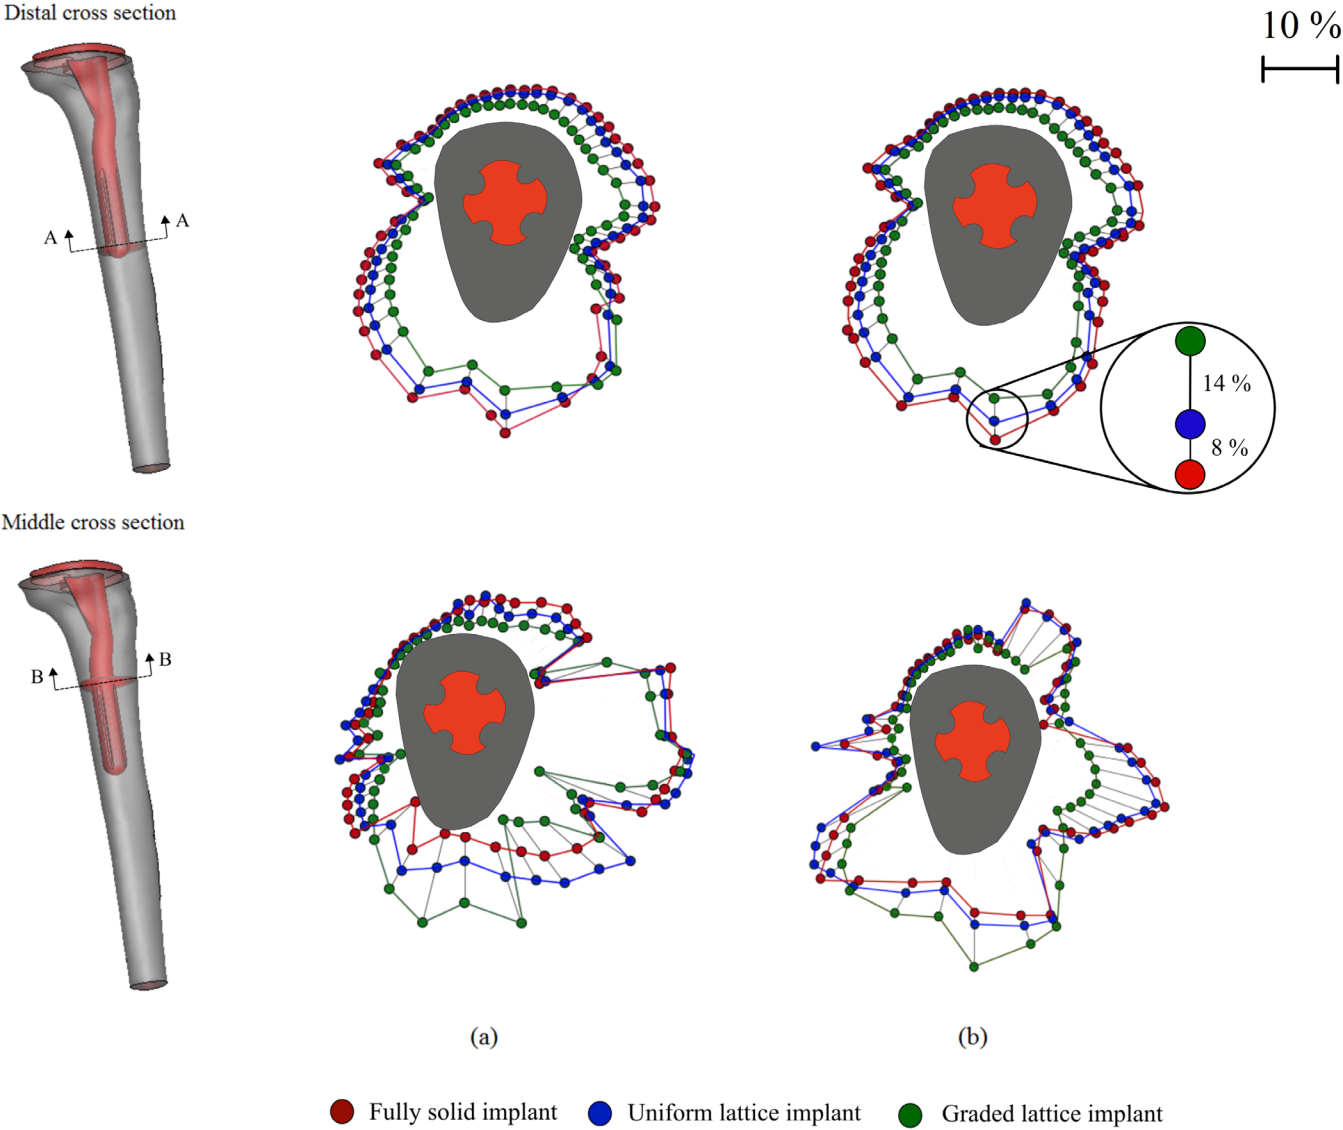 Distal cross section
10 %
A
A
14 %
8 %
Middle cross section
B
B
(a)
(b)
Fully solid implant
Uniform lattice implant
Graded lattice implant